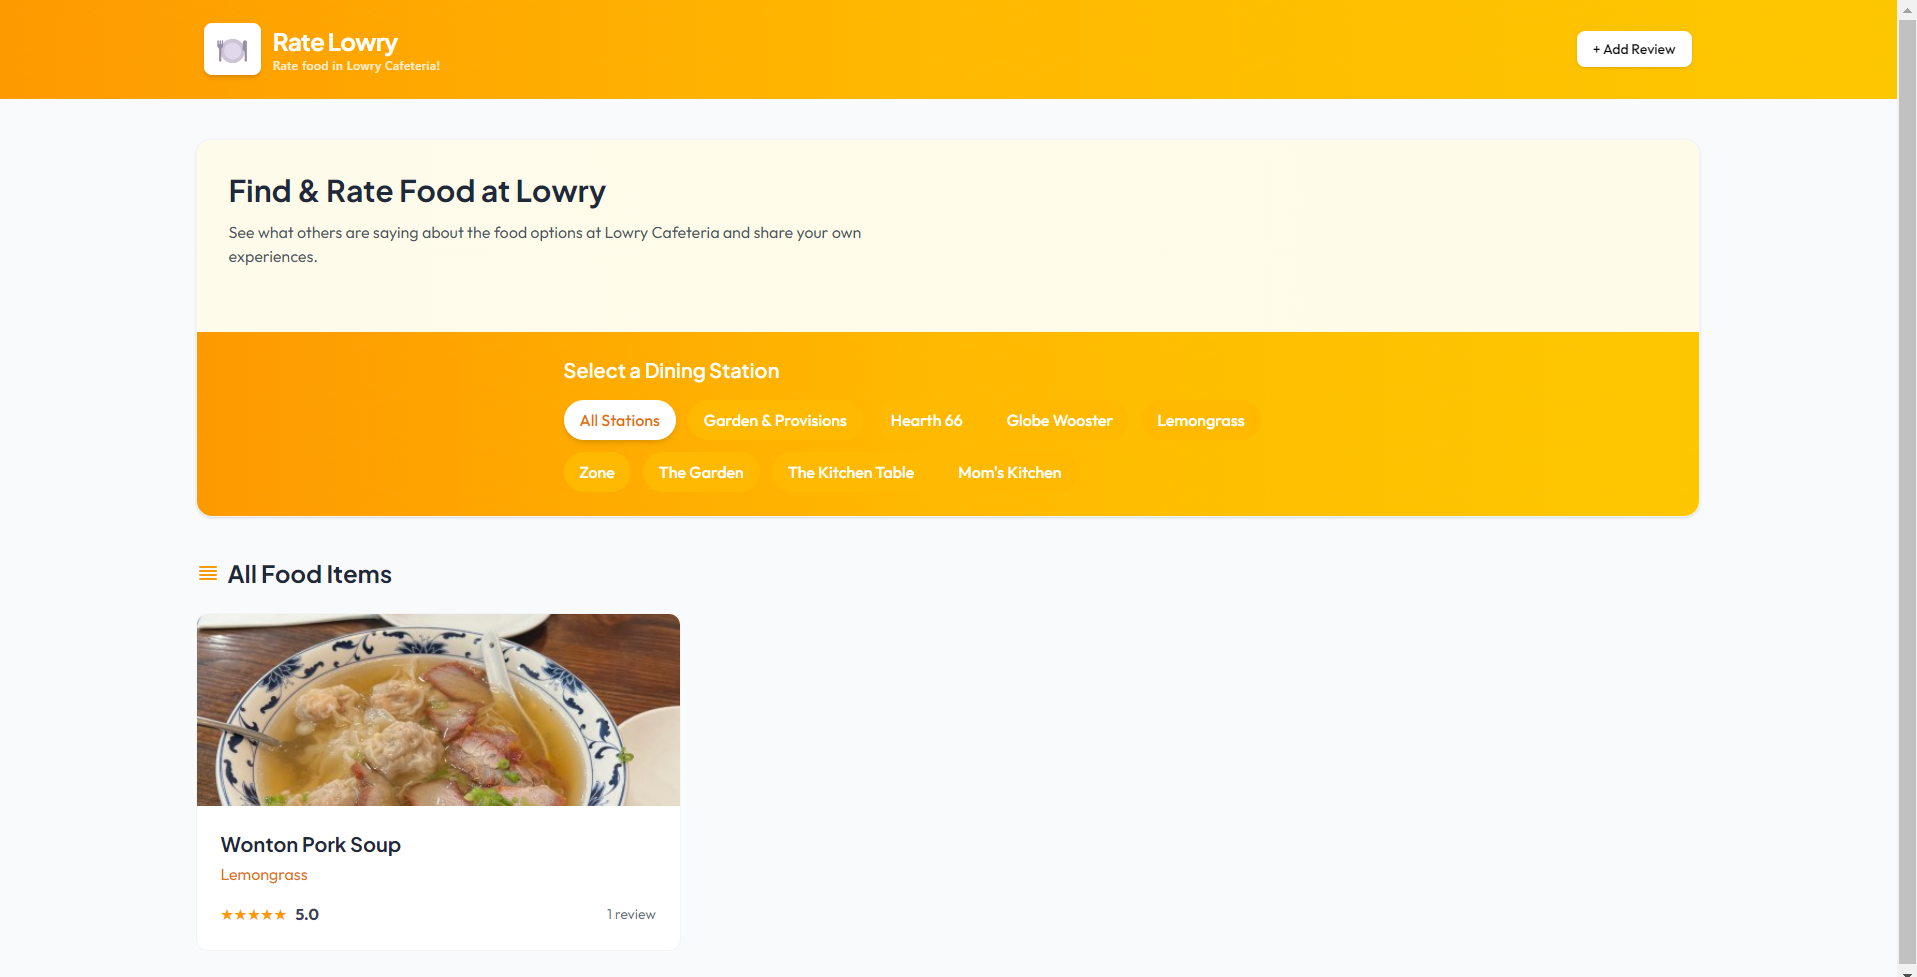 Rate Lowry
Rate food in Lowry Cafeteria!
+ Add Review
Find & Rate Food at Lowry
See what others are saying about the food options at Lowry Cafeteria and share your own
experiences.
Select a Dining Station
All Stations
Garden & Provisions
Hearth 66
Globe Wooster
Lemongrass
Zone
The Garden
The Kitchen Table
Mom's Kitchen
All Food Items
Wonton Pork Soup
Lemongrass
★★★★★ 5.0
1 review